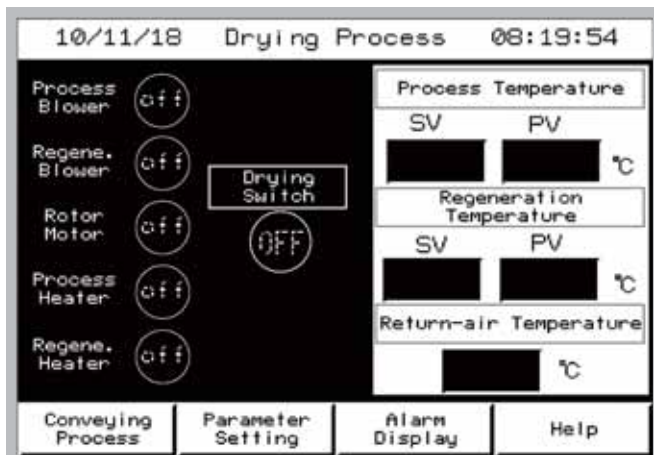 10/11/18 Drying Process 08:19:54
Process
Blower
off
Regene.
Blower
off
Rotor
Motor
off
Process
Heater
off
Regene.
Heater
off
Drying
Switch
OFF
Process Temperature
SV PV
°C
Regeneration
Temperature
SV PV
°C
Return-air Temperature
°C
Conveying
Process
Parameter
Setting
Alarm
Display
Help